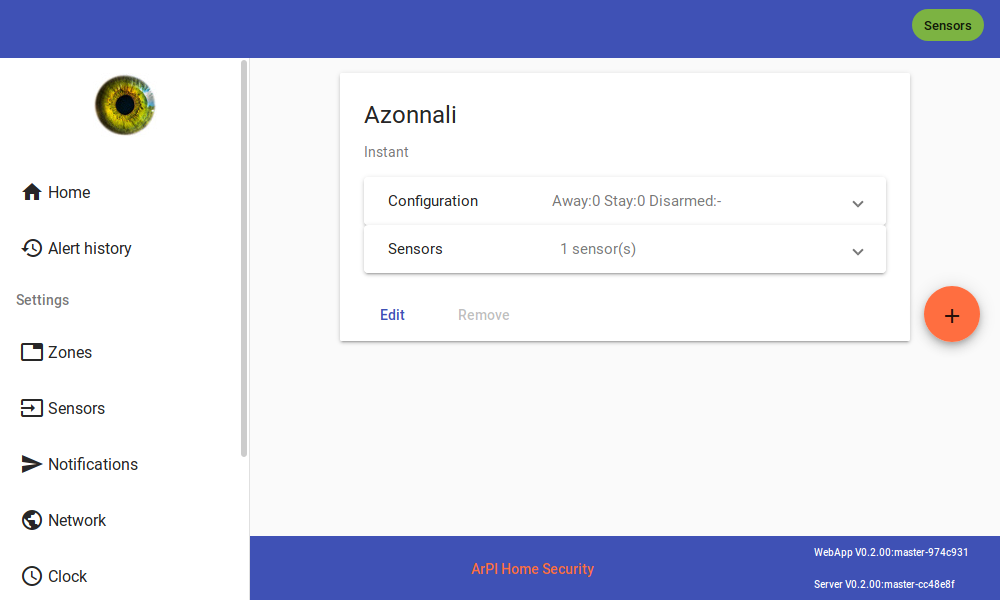 Sensors
Home
Alert history
Settings
Zones
Sensors
Notifications
Network
Clock
Azonnali
Instant
Configuration Away:0 Stay:0 Disarmed:-
Sensors 1 sensor(s)
Edit Remove
ArPI Home Security
WebApp V0.2.00:master-974c931
Server V0.2.00:master-cc48e8f